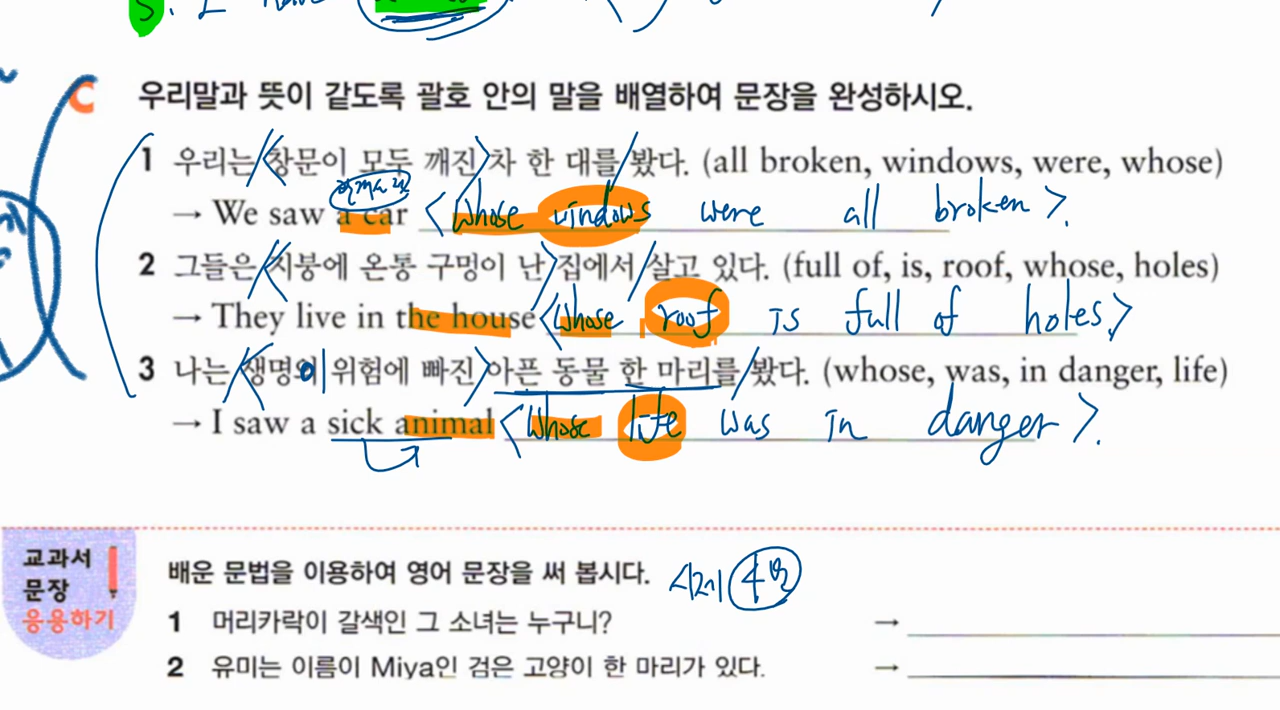 C 우리말과 뜻이 같도록 괄호 안의 말을 배열하여 문장을 완성하시오.
1 우리는 창문이 모두 깨진 차 한 대를 봤다. (all broken, windows, were, whose)
→ We saw a car <whose windows were all broken>.
2 그들은 지붕에 온통 구멍이 난 집에서 살고 있다. (full of, is, roof, whose, holes)
→ They live in the house <whose roof is full of holes.>
3 나는 생명의 위험에 빠진 아픈 동물 한 마리를 봤다. (whose, was, in danger, life)
→ I saw a sick animal <whose life was in danger>.
교과서
문장
응용하기
배운 문법을 이용하여 영어 문장을 써 봅시다.
1 머리카락이 갈색인 그 소녀는 누구니? →
2 유미는 이름이 Miya인 검은 고양이 한 마리가 있다. →